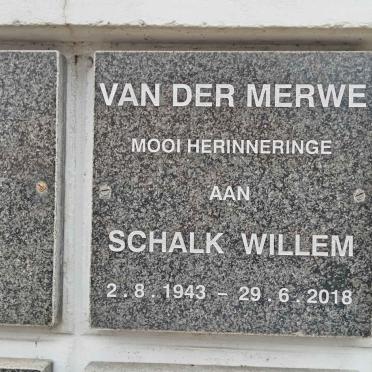 VAN DER MERWE
MOOI HERINNERINGE
AAN
SCHALK WILLEM
2.8.1943 – 29.6.2018